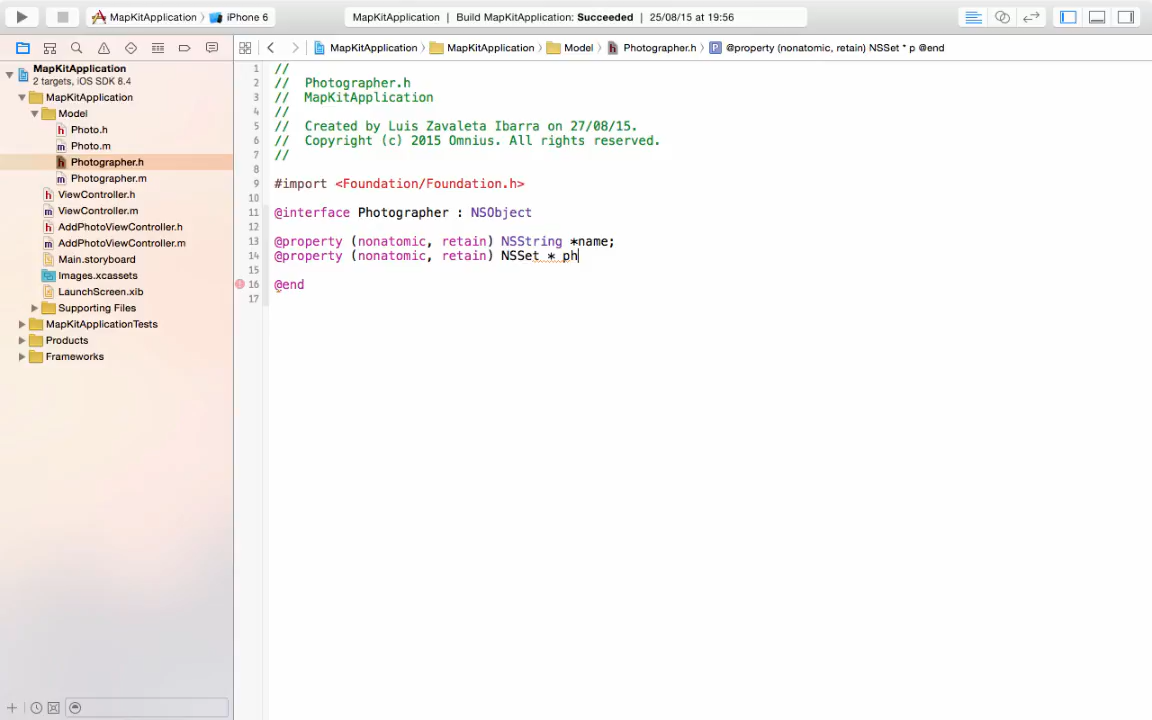 MapKitApplication › iPhone 6
MapKitApplication | Build MapKitApplication: Succeeded | 25/08/15 at 19:56
MapKitApplication › MapKitApplication › Model › Photographer.h › P @property (nonatomic, retain) NSSet * p @end
MapKitApplication
2 targets, iOS SDK 8.4
MapKitApplication
Model
h Photo.h
m Photo.m
h Photographer.h
m Photographer.m
h ViewController.h
m ViewController.m
h AddPhotoViewController.h
m AddPhotoViewController.m
Main.storyboard
Images.xcassets
LaunchScreen.xib
Supporting Files
MapKitApplicationTests
Products
Frameworks
1 //
2 // Photographer.h
3 // MapKitApplication
4 //
5 // Created by Luis Zavaleta Ibarra on 27/08/15.
6 // Copyright (c) 2015 Omnius. All rights reserved.
7 //
8
9 #import <Foundation/Foundation.h>
10
11 @interface Photographer : NSObject
12
13 @property (nonatomic, retain) NSString *name;
14 @property (nonatomic, retain) NSSet * ph
15
16 @end
17